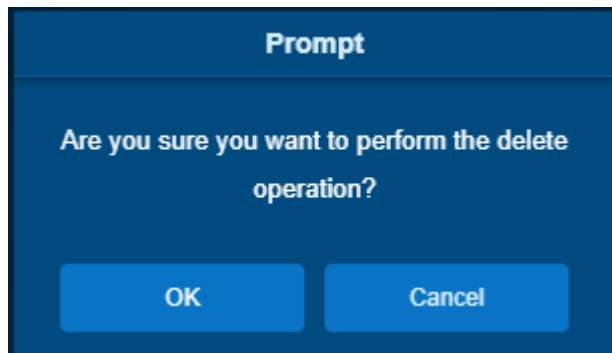 Prompt
Are you sure you want to perform the delete
operation?
OK
Cancel